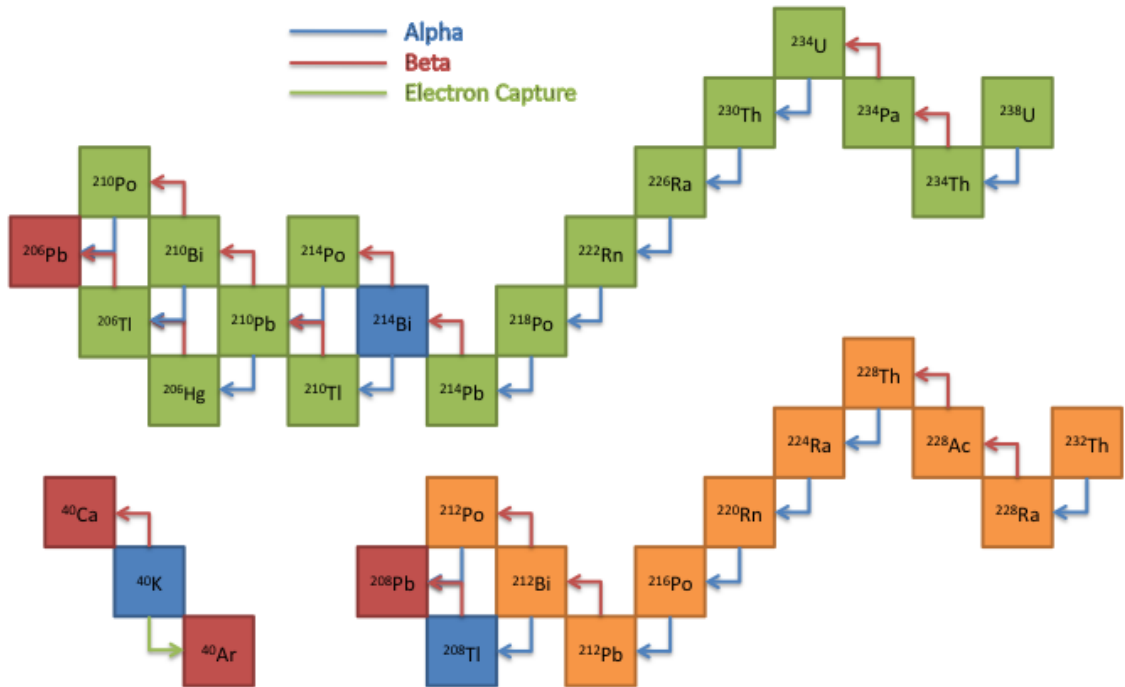 Alpha
Beta
Electron Capture
²³⁴U
²³⁰Th
²³⁴Pa
²³⁸U
²¹⁰Po
²²⁶Ra
²³⁴Th
²⁰⁶Pb
²¹⁰Bi
²¹⁴Po
²²²Rn
²⁰⁶Tl
²¹⁰Pb
²¹⁴Bi
²¹⁸Po
²⁰⁶Hg
²¹⁰Tl
²¹⁴Pb
²²⁸Th
²²⁴Ra
²²⁸Ac
²³²Th
⁴⁰Ca
²¹²Po
²²⁰Rn
²²⁸Ra
⁴⁰K
²⁰⁸Pb
²¹²Bi
²¹⁶Po
⁴⁰Ar
²⁰⁸Tl
²¹²Pb